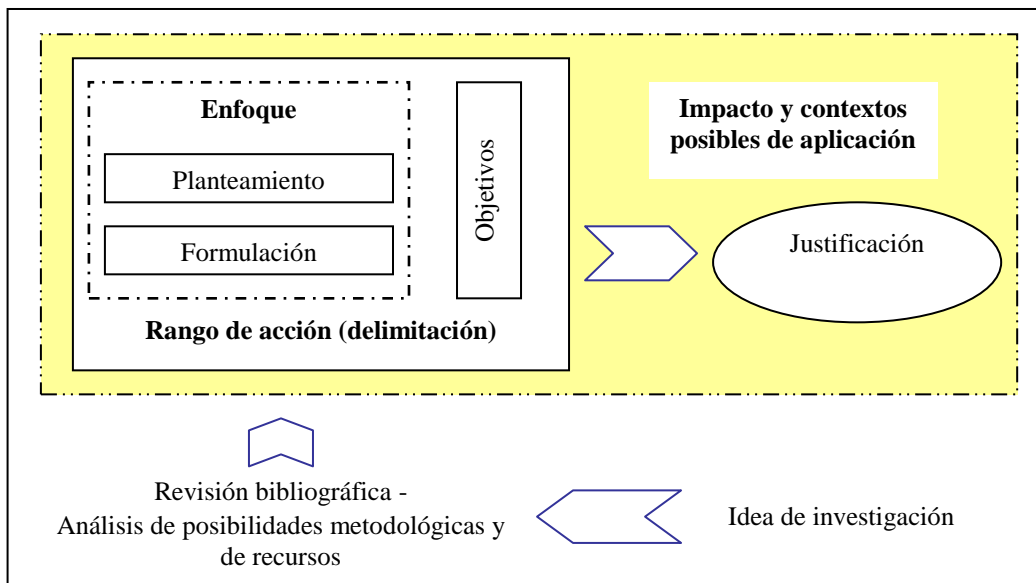 Enfoque
Planteamiento
Formulación
Objetivos
Rango de acción (delimitación)
Impacto y contextos
posibles de aplicación
Justificación
Revisión bibliográfica -
Análisis de posibilidades metodológicas y
de recursos
Idea de investigación